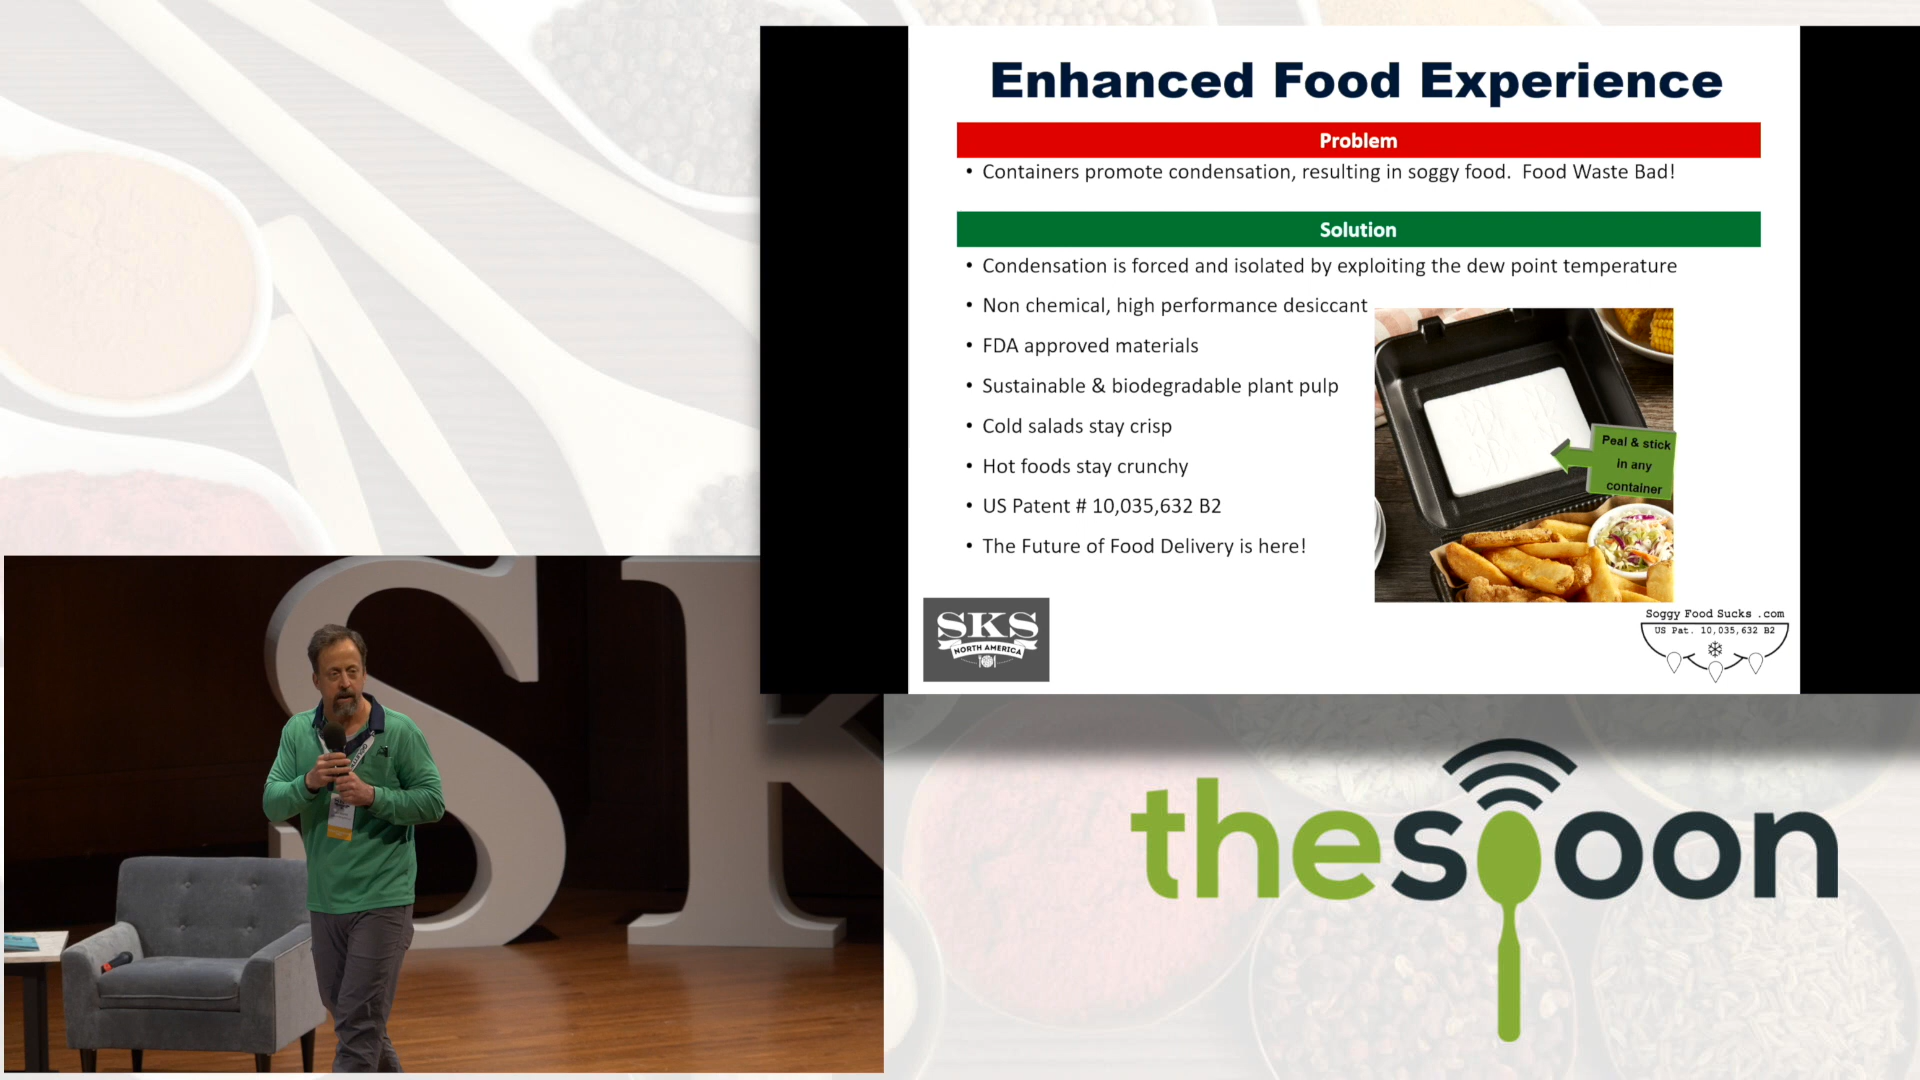 Enhanced Food Experience
Problem
• Containers promote condensation, resulting in soggy food.  Food Waste Bad!
Solution
• Condensation is forced and isolated by exploiting the dew point temperature
• Non chemical, high performance desiccant
• FDA approved materials
• Sustainable & biodegradable plant pulp
• Cold salads stay crisp
• Hot foods stay crunchy
• US Patent # 10,035,632 B2
• The Future of Food Delivery is here!
Peal & stick
in any
container
SKS
NORTH AMERICA
Soggy Food Sucks .com
US Pat. 10,035,632 B2
SK
thespoon